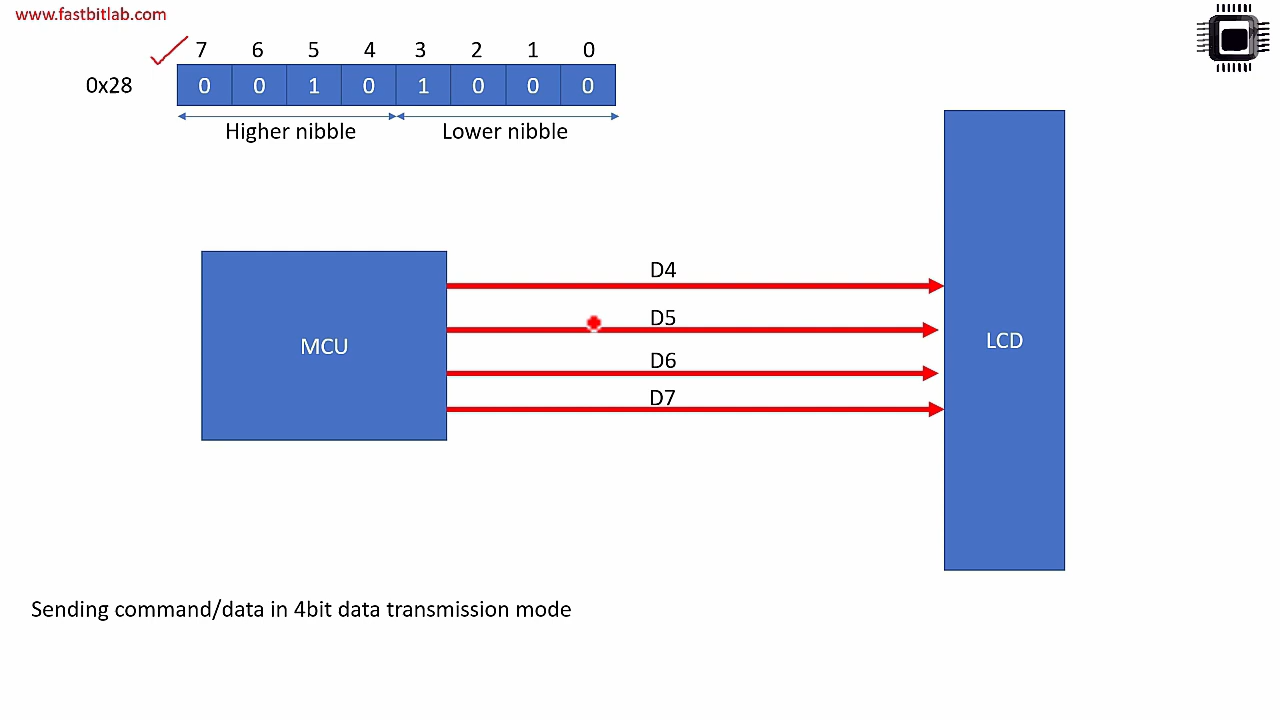 www.fastbitlab.com
7 6 5 4 3 2 1 0
0x28 0 0 1 0 1 0 0 0
Higher nibble Lower nibble
D4
D5
MCU
LCD
D6
D7
Sending command/data in 4bit data transmission mode